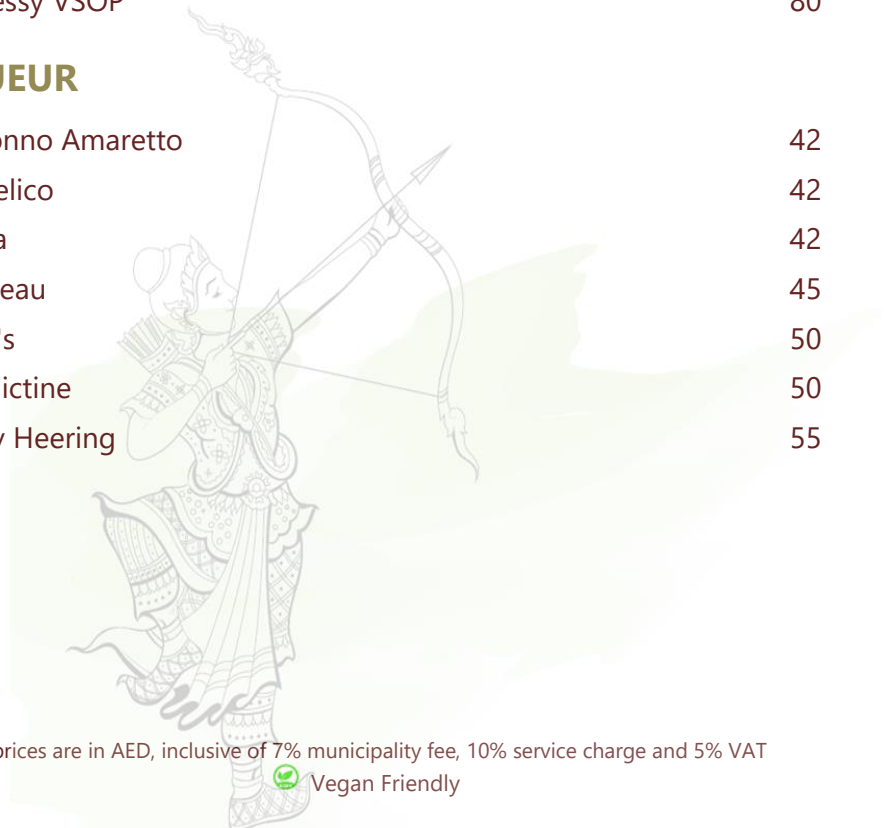 essy VSOP 80
UEUR
onno Amaretto 42
elico 42
a 42
eau 45
's 50
ictine 50
y Heering 55
prices are in AED, inclusive of 7% municipality fee, 10% service charge and 5% VAT
Vegan Friendly